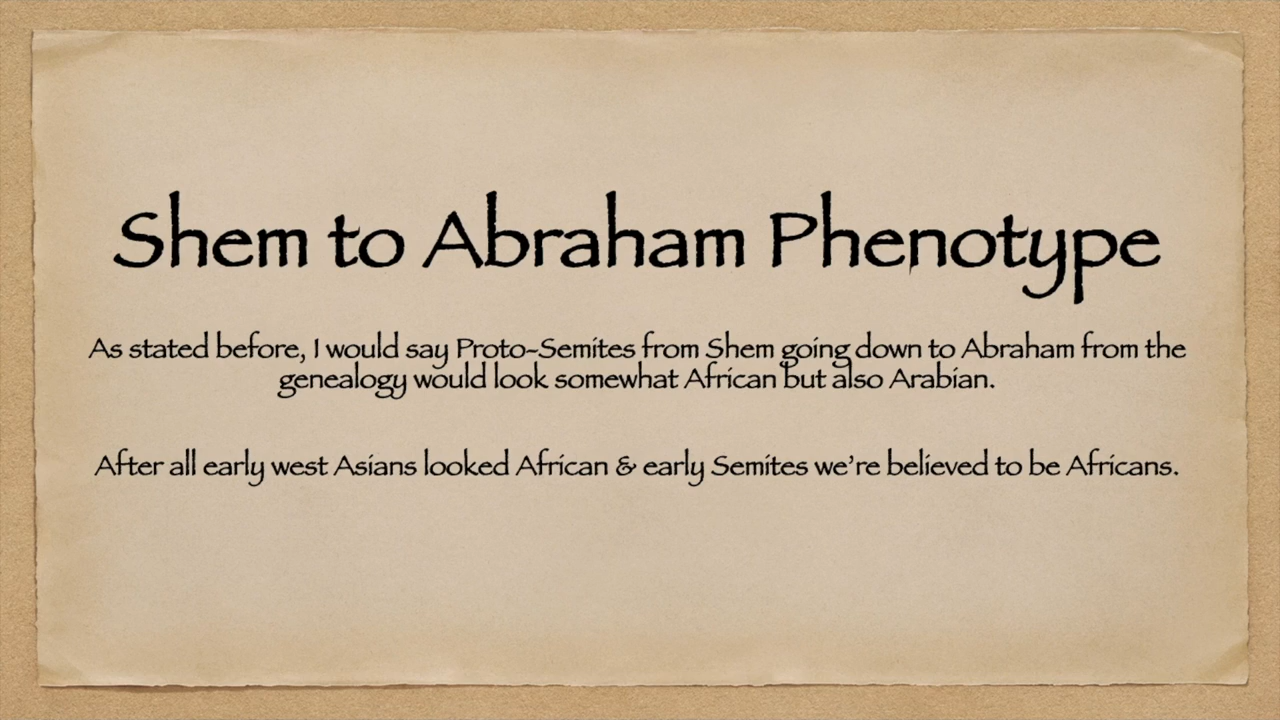 Shem to Abraham Phenotype
As stated before, I would say Proto-Semites from Shem going down to Abraham from the
genealogy would look somewhat African but also Arabian.
After all early west Asians looked African & early Semites we're believed to be Africans.